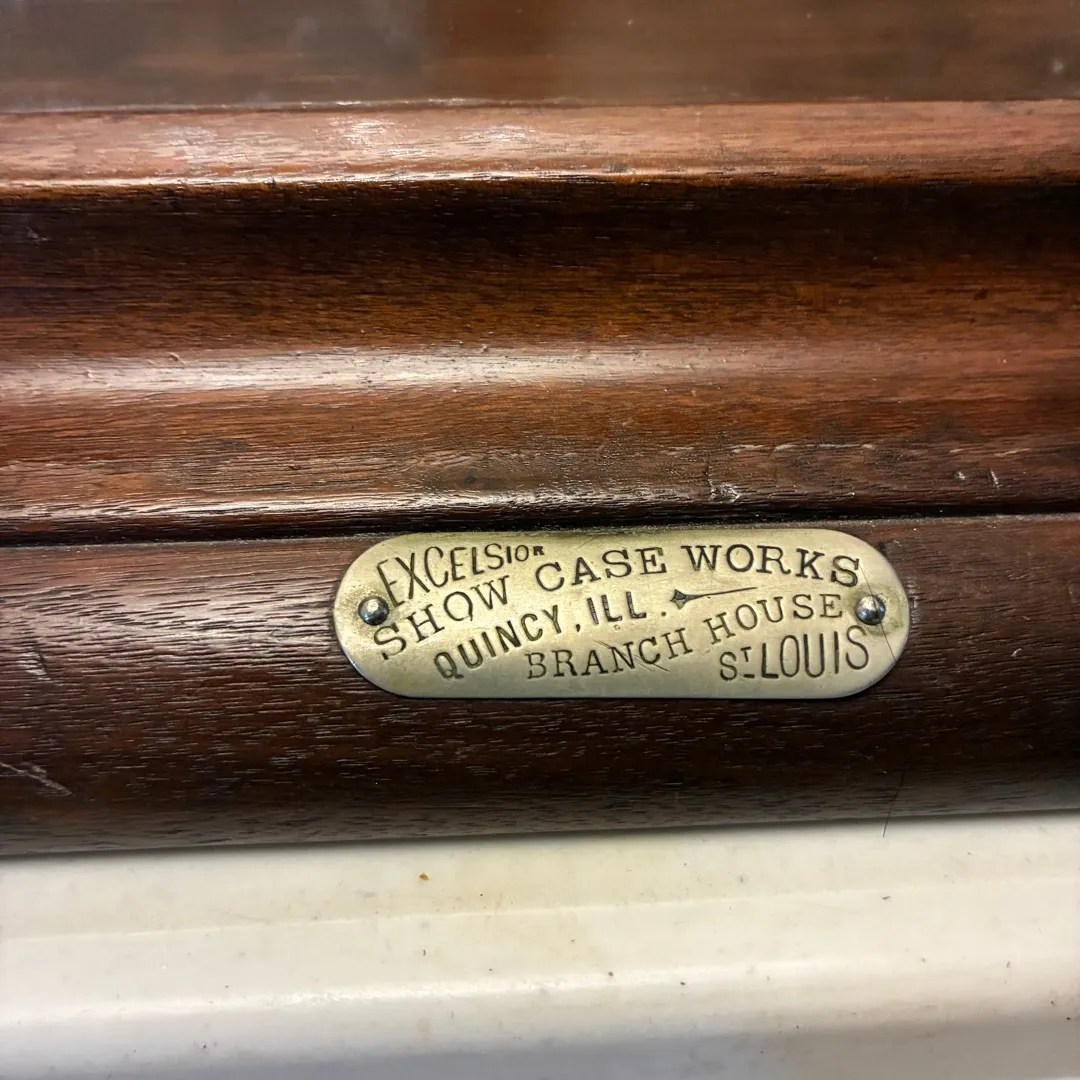 EXCELSIOR
SHOW CASE WORKS
QUINCY, ILL.
BRANCH HOUSE
ST LOUIS